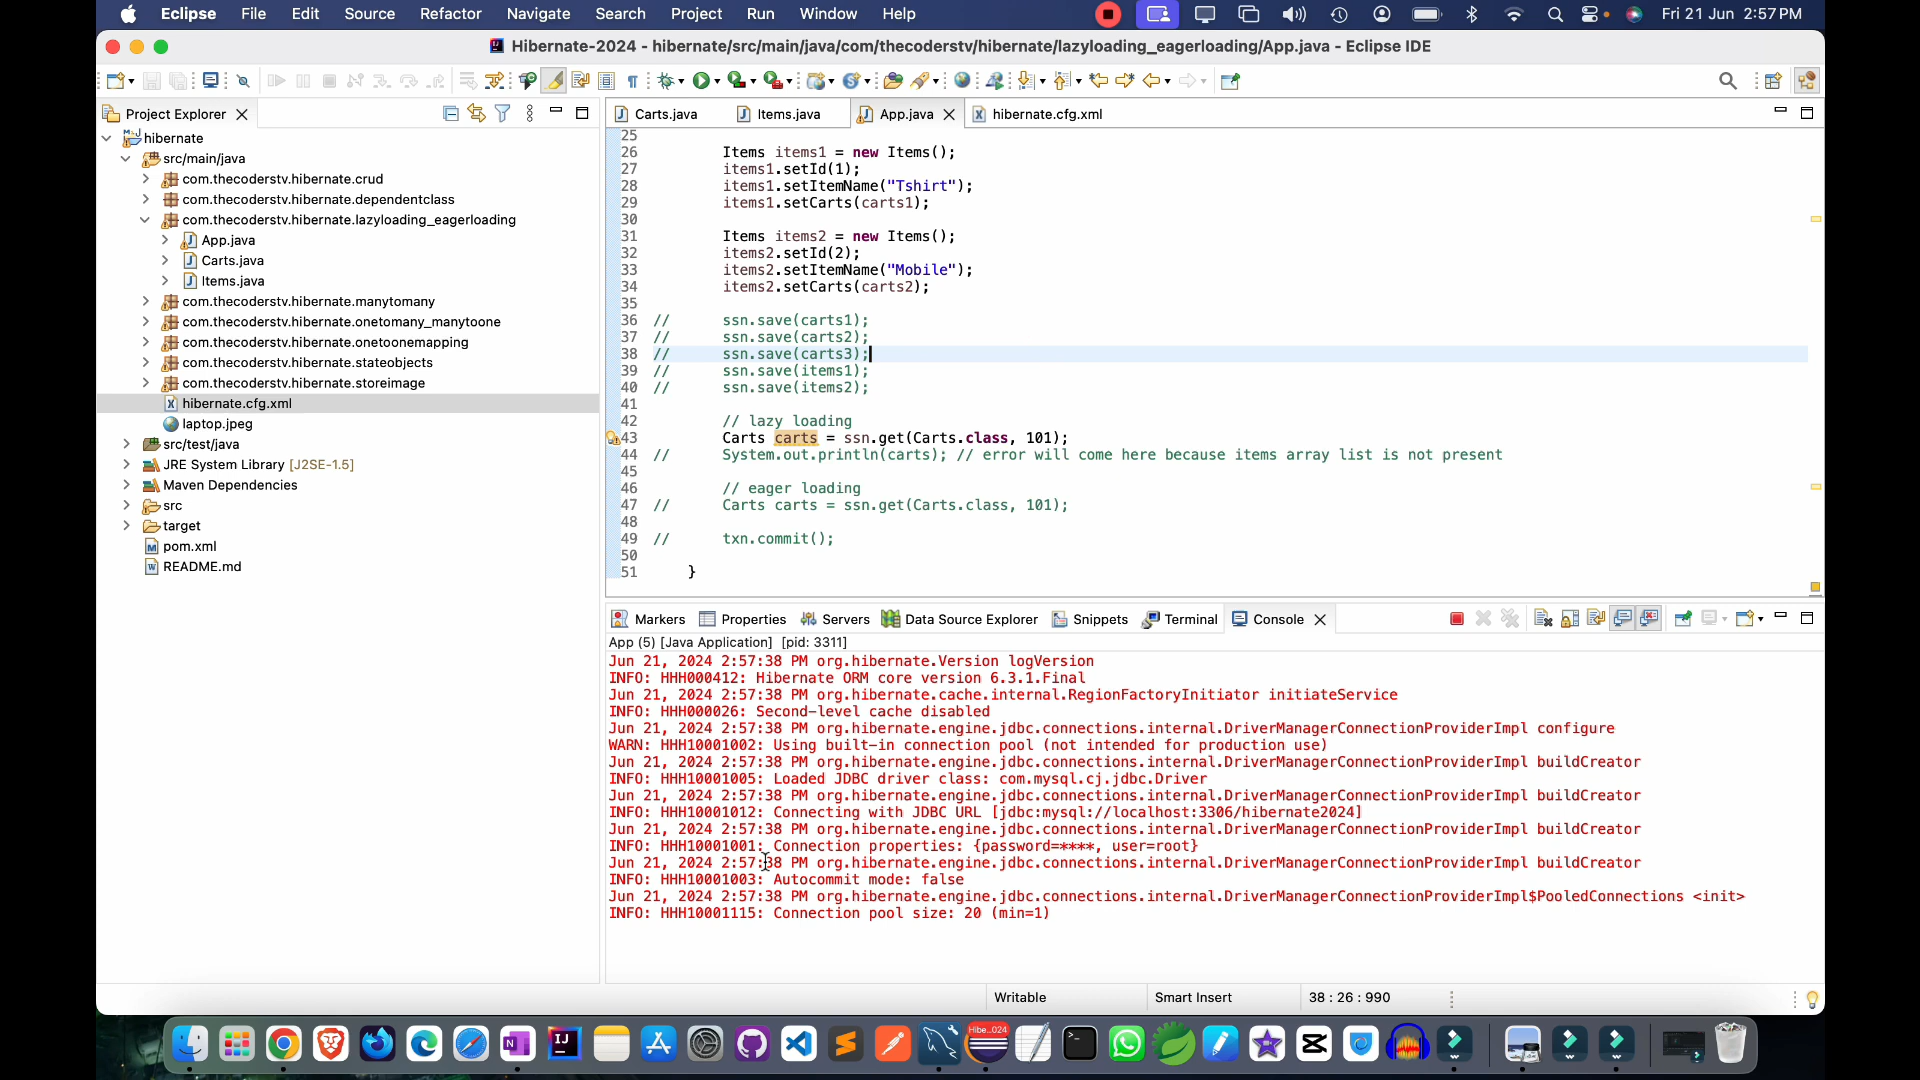 Eclipse File Edit Source Refactor Navigate Search Project Run Window Help Fri 21 Jun 2:57 PM
Hibernate-2024 - hibernate/src/main/java/com/thecoderstv/hibernate/lazyloading_eagerloading/App.java - Eclipse IDE
Project Explorer
hibernate
src/main/java
com.thecoderstv.hibernate.crud
com.thecoderstv.hibernate.dependentclass
com.thecoderstv.hibernate.lazyloading_eagerloading
App.java
Carts.java
Items.java
com.thecoderstv.hibernate.manytomany
com.thecoderstv.hibernate.onetomany_manytoone
com.thecoderstv.hibernate.onetoonemapping
com.thecoderstv.hibernate.stateobjects
com.thecoderstv.hibernate.storeimage
hibernate.cfg.xml
laptop.jpeg
src/test/java
JRE System Library [J2SE-1.5]
Maven Dependencies
src
target
pom.xml
README.md
Carts.java Items.java App.java hibernate.cfg.xml
25
26 Items items1 = new Items();
27 items1.setId(1);
28 items1.setItemName("Tshirt");
29 items1.setCarts(carts1);
30
31 Items items2 = new Items();
32 items2.setId(2);
33 items2.setItemName("Mobile");
34 items2.setCarts(carts2);
35
36 // ssn.save(carts1);
37 // ssn.save(carts2);
38 // ssn.save(carts3);
39 // ssn.save(items1);
40 // ssn.save(items2);
41
42 // lazy loading
43 Carts carts = ssn.get(Carts.class, 101);
44 // System.out.println(carts); // error will come here because items array list is not present
45
46 // eager loading
47 // Carts carts = ssn.get(Carts.class, 101);
48
49 // txn.commit();
50
51 }
Markers Properties Servers Data Source Explorer Snippets Terminal Console
App (5) [Java Application] [pid: 3311]
Jun 21, 2024 2:57:38 PM org.hibernate.Version logVersion
INFO: HHH000412: Hibernate ORM core version 6.3.1.Final
Jun 21, 2024 2:57:38 PM org.hibernate.cache.internal.RegionFactoryInitiator initiateService
INFO: HHH000026: Second-level cache disabled
Jun 21, 2024 2:57:38 PM org.hibernate.engine.jdbc.connections.internal.DriverManagerConnectionProviderImpl configure
WARN: HHH10001002: Using built-in connection pool (not intended for production use)
Jun 21, 2024 2:57:38 PM org.hibernate.engine.jdbc.connections.internal.DriverManagerConnectionProviderImpl buildCreator
INFO: HHH10001005: Loaded JDBC driver class: com.mysql.cj.jdbc.Driver
Jun 21, 2024 2:57:38 PM org.hibernate.engine.jdbc.connections.internal.DriverManagerConnectionProviderImpl buildCreator
INFO: HHH10001012: Connecting with JDBC URL [jdbc:mysql://localhost:3306/hibernate2024]
Jun 21, 2024 2:57:38 PM org.hibernate.engine.jdbc.connections.internal.DriverManagerConnectionProviderImpl buildCreator
INFO: HHH10001001: Connection properties: {password=****, user=root}
Jun 21, 2024 2:57:38 PM org.hibernate.engine.jdbc.connections.internal.DriverManagerConnectionProviderImpl buildCreator
INFO: HHH10001003: Autocommit mode: false
Jun 21, 2024 2:57:38 PM org.hibernate.engine.jdbc.connections.internal.DriverManagerConnectionProviderImpl$PooledConnections <init>
INFO: HHH10001115: Connection pool size: 20 (min=1)
Writable Smart Insert 38 : 26 : 990
Hibe...024